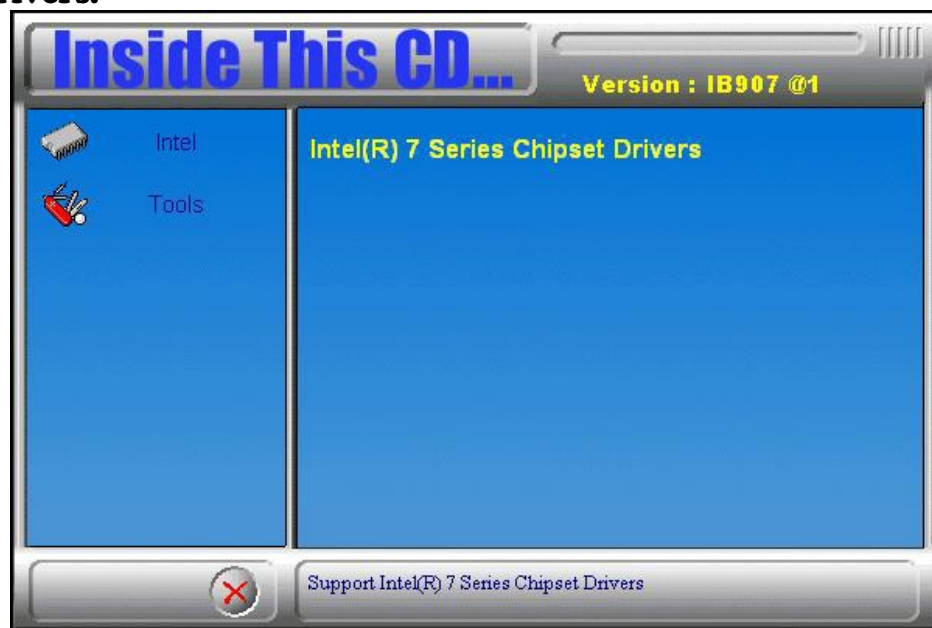 Inside This CD...
Version : IB907 @1
Intel
Intel(R) 7 Series Chipset Drivers
Tools
Support Intel(R) 7 Series Chipset Drivers